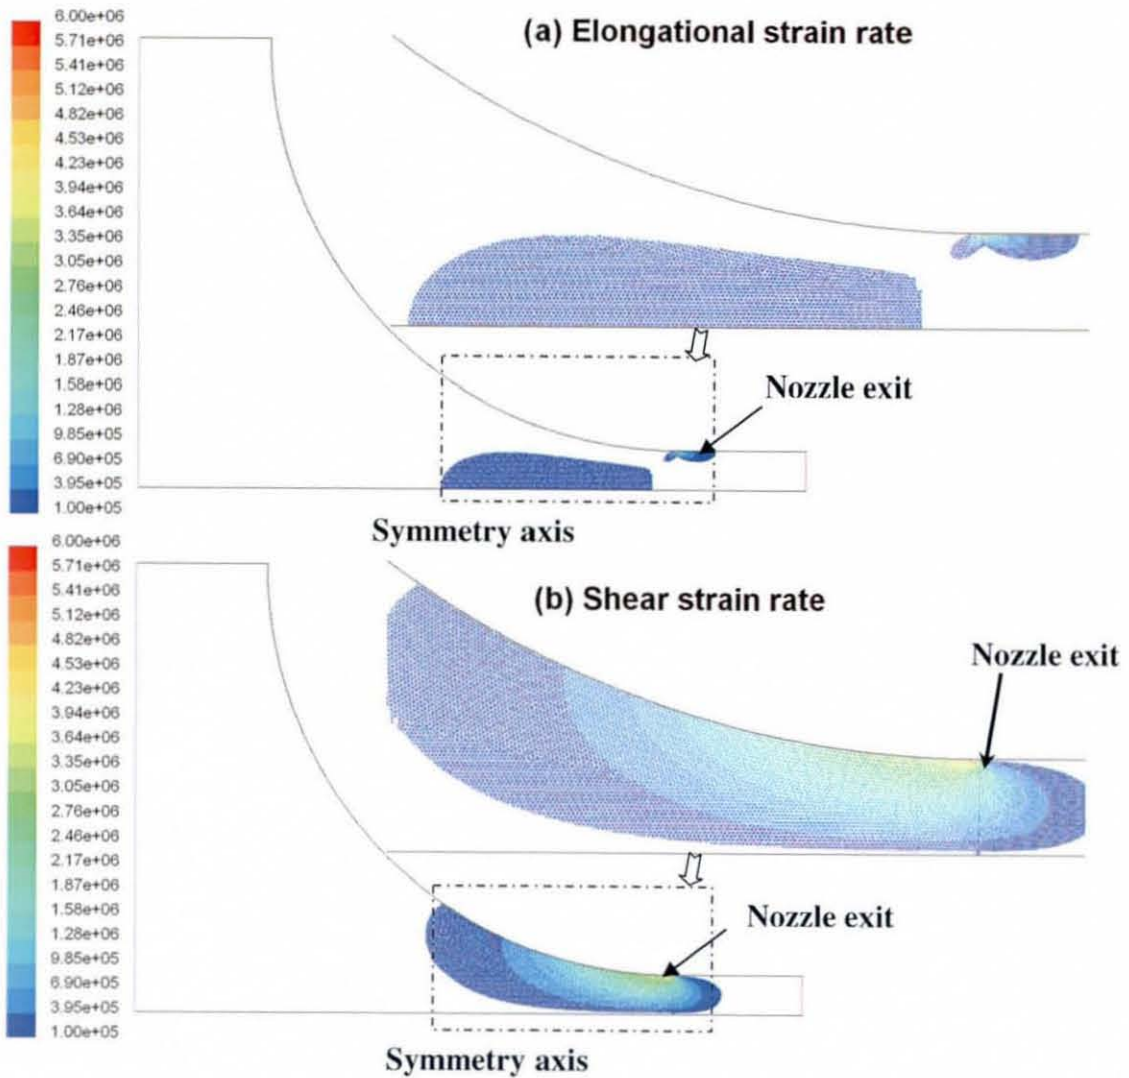 (a) Elongational strain rate
6.00e+06
5.71e+06
5.41e+06
5.12e+06
4.82e+06
4.53e+06
4.23e+06
3.94e+06
3.64e+06
3.35e+06
3.05e+06
2.76e+06
2.46e+06
2.17e+06
1.87e+06
1.58e+06
1.28e+06
9.85e+05
6.90e+05
3.95e+05
1.00e+05
Nozzle exit
Symmetry axis
(b) Shear strain rate
6.00e+06
5.71e+06
5.41e+06
5.12e+06
4.82e+06
4.53e+06
4.23e+06
3.94e+06
3.64e+06
3.35e+06
3.05e+06
2.76e+06
2.46e+06
2.17e+06
1.87e+06
1.58e+06
1.28e+06
9.85e+05
6.90e+05
3.95e+05
1.00e+05
Nozzle exit
Nozzle exit
Symmetry axis